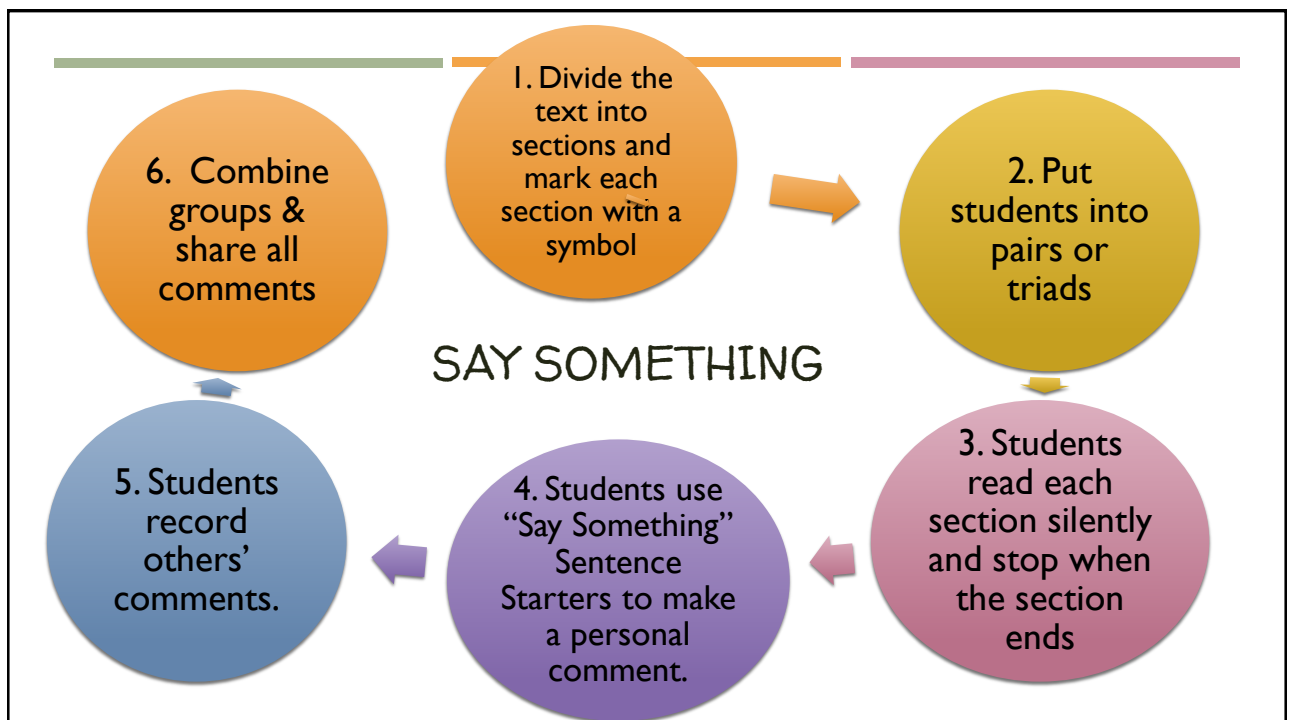 1. Divide the
text into
sections and
mark each
section with a
symbol
2. Put
students into
pairs or
triads
3. Students
read each
section silently
and stop when
the section
ends
4. Students use
“Say Something”
Sentence
Starters to make
a personal
comment.
5. Students
record
others’
comments.
6. Combine
groups &
share all
comments
SAY SOMETHING